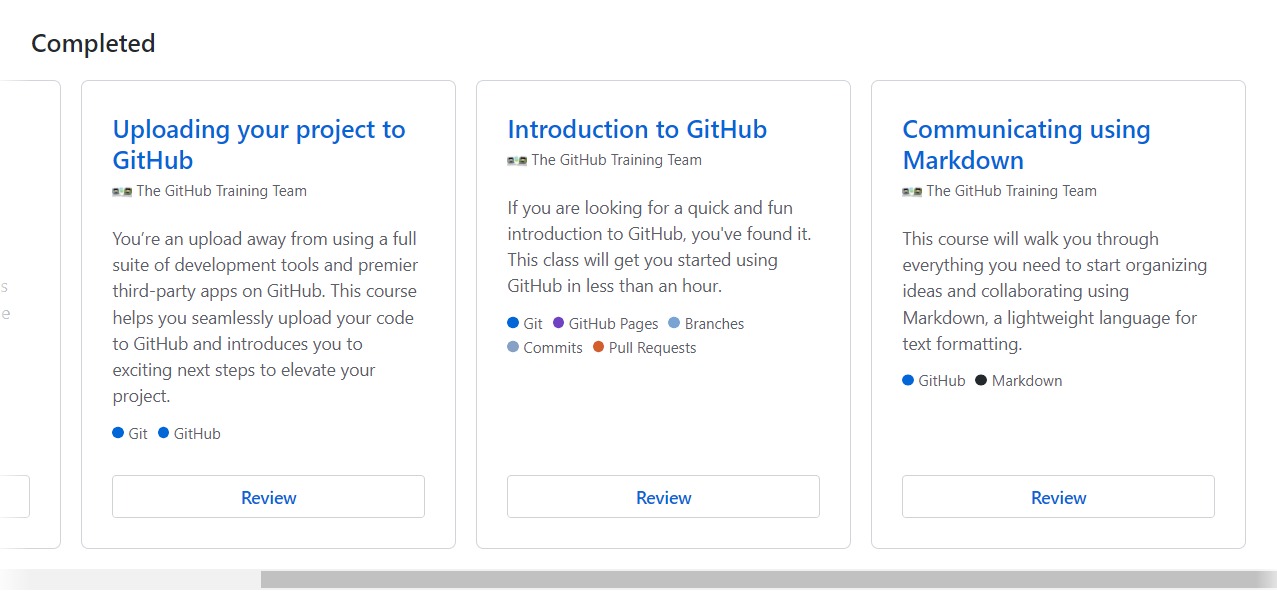 Completed
s
e
Uploading your project to
GitHub
The GitHub Training Team
You’re an upload away from using a full
suite of development tools and premier
third-party apps on GitHub. This course
helps you seamlessly upload your code
to GitHub and introduces you to
exciting next steps to elevate your
project.
Git GitHub
Review
Introduction to GitHub
The GitHub Training Team
If you are looking for a quick and fun
introduction to GitHub, you've found it.
This class will get you started using
GitHub in less than an hour.
Git GitHub Pages Branches
Commits Pull Requests
Review
Communicating using
Markdown
The GitHub Training Team
This course will walk you through
everything you need to start organizing
ideas and collaborating using
Markdown, a lightweight language for
text formatting.
GitHub Markdown
Review